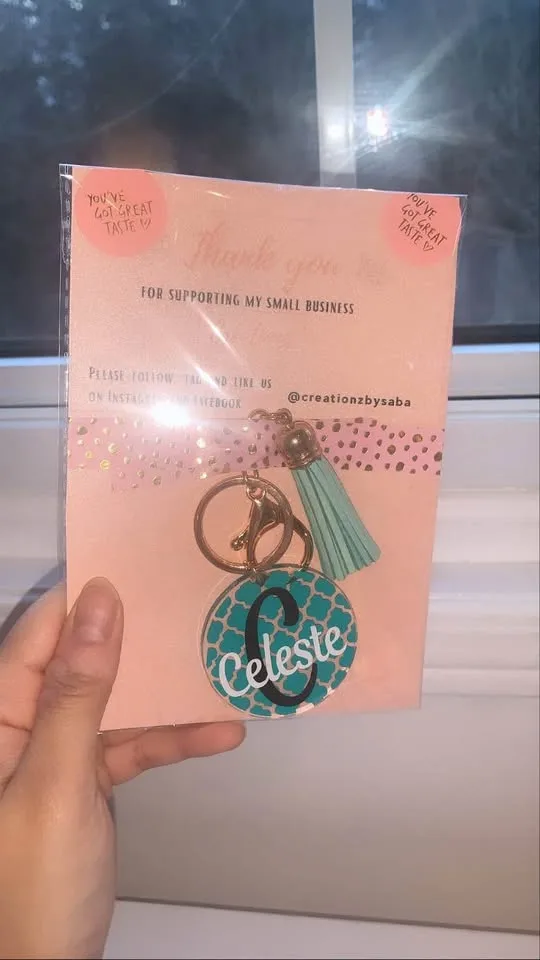 YOU'VE
GOT GREAT
TASTE ♡
YOU'VE
GOT GREAT
TASTE ♡
Thank you
FOR SUPPORTING MY SMALL BUSINESS
PLEASE FOLLOW TAG AND LIKE US
ON INSTAGRAM AND FACEBOOK
@creationzbysaba
C
Celeste